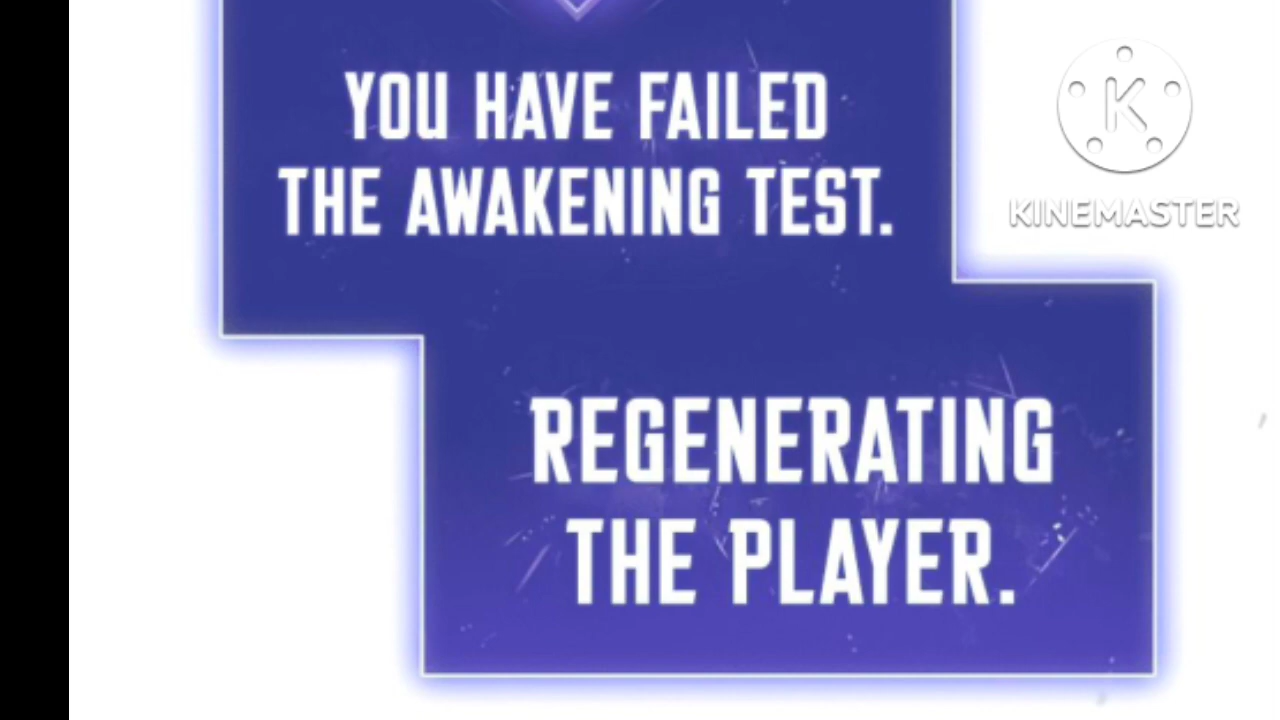 YOU HAVE FAILED
THE AWAKENING TEST.
KINEMASTER
REGENERATING
THE PLAYER.